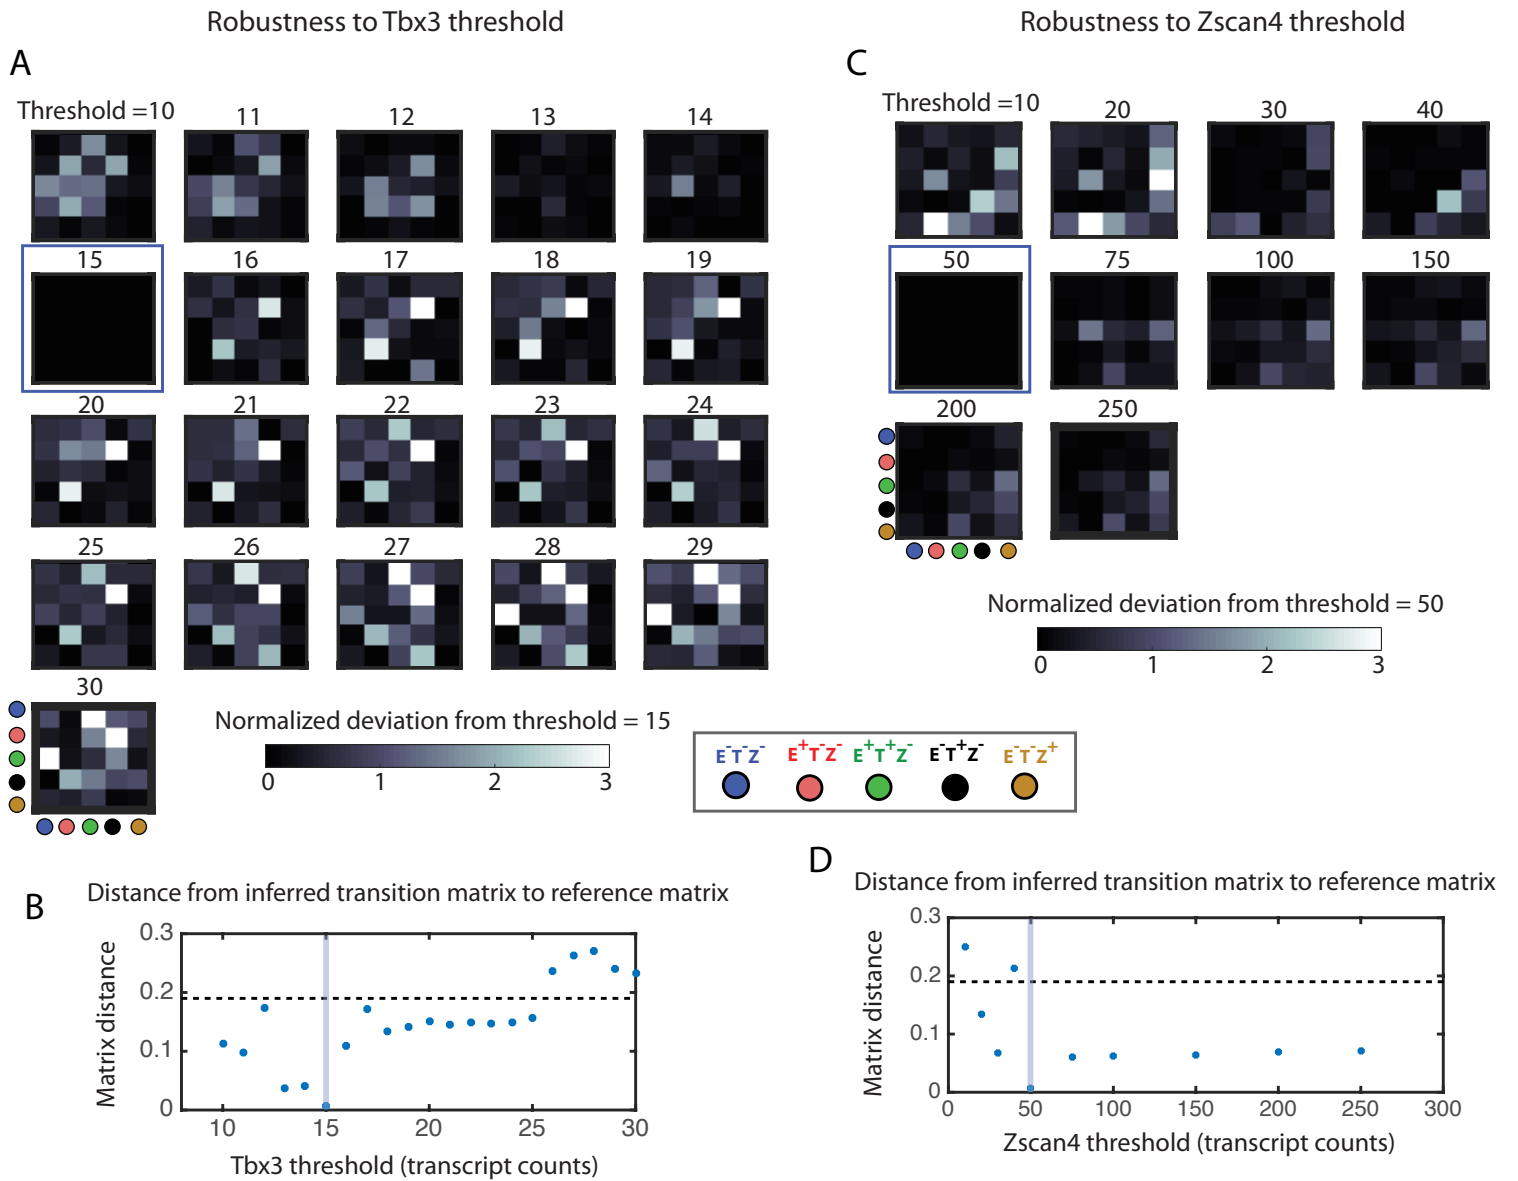 Robustness to Tbx3 threshold
A
Threshold =10
11
12
13
14
15
16
17
18
19
20
21
22
23
24
25
26
27
28
29
30
Normalized deviation from threshold = 15
0
1
2
3
Robustness to Zscan4 threshold
C
Threshold =10
20
30
40
50
75
100
150
200
250
Normalized deviation from threshold = 50
0
1
2
3
E⁻T⁻Z⁻ E⁺T⁻Z⁻ E⁺T⁺Z⁻ E⁻T⁺Z⁻ E⁻T⁻Z⁺
B
Distance from inferred transition matrix to reference matrix
Matrix distance
0.3
0.2
0.1
0
10 15 20 25 30
Tbx3 threshold (transcript counts)
D
Distance from inferred transition matrix to reference matrix
Matrix distance
0.3
0.2
0.1
0
0 50 100 150 200 250 300
Zscan4 threshold (transcript counts)